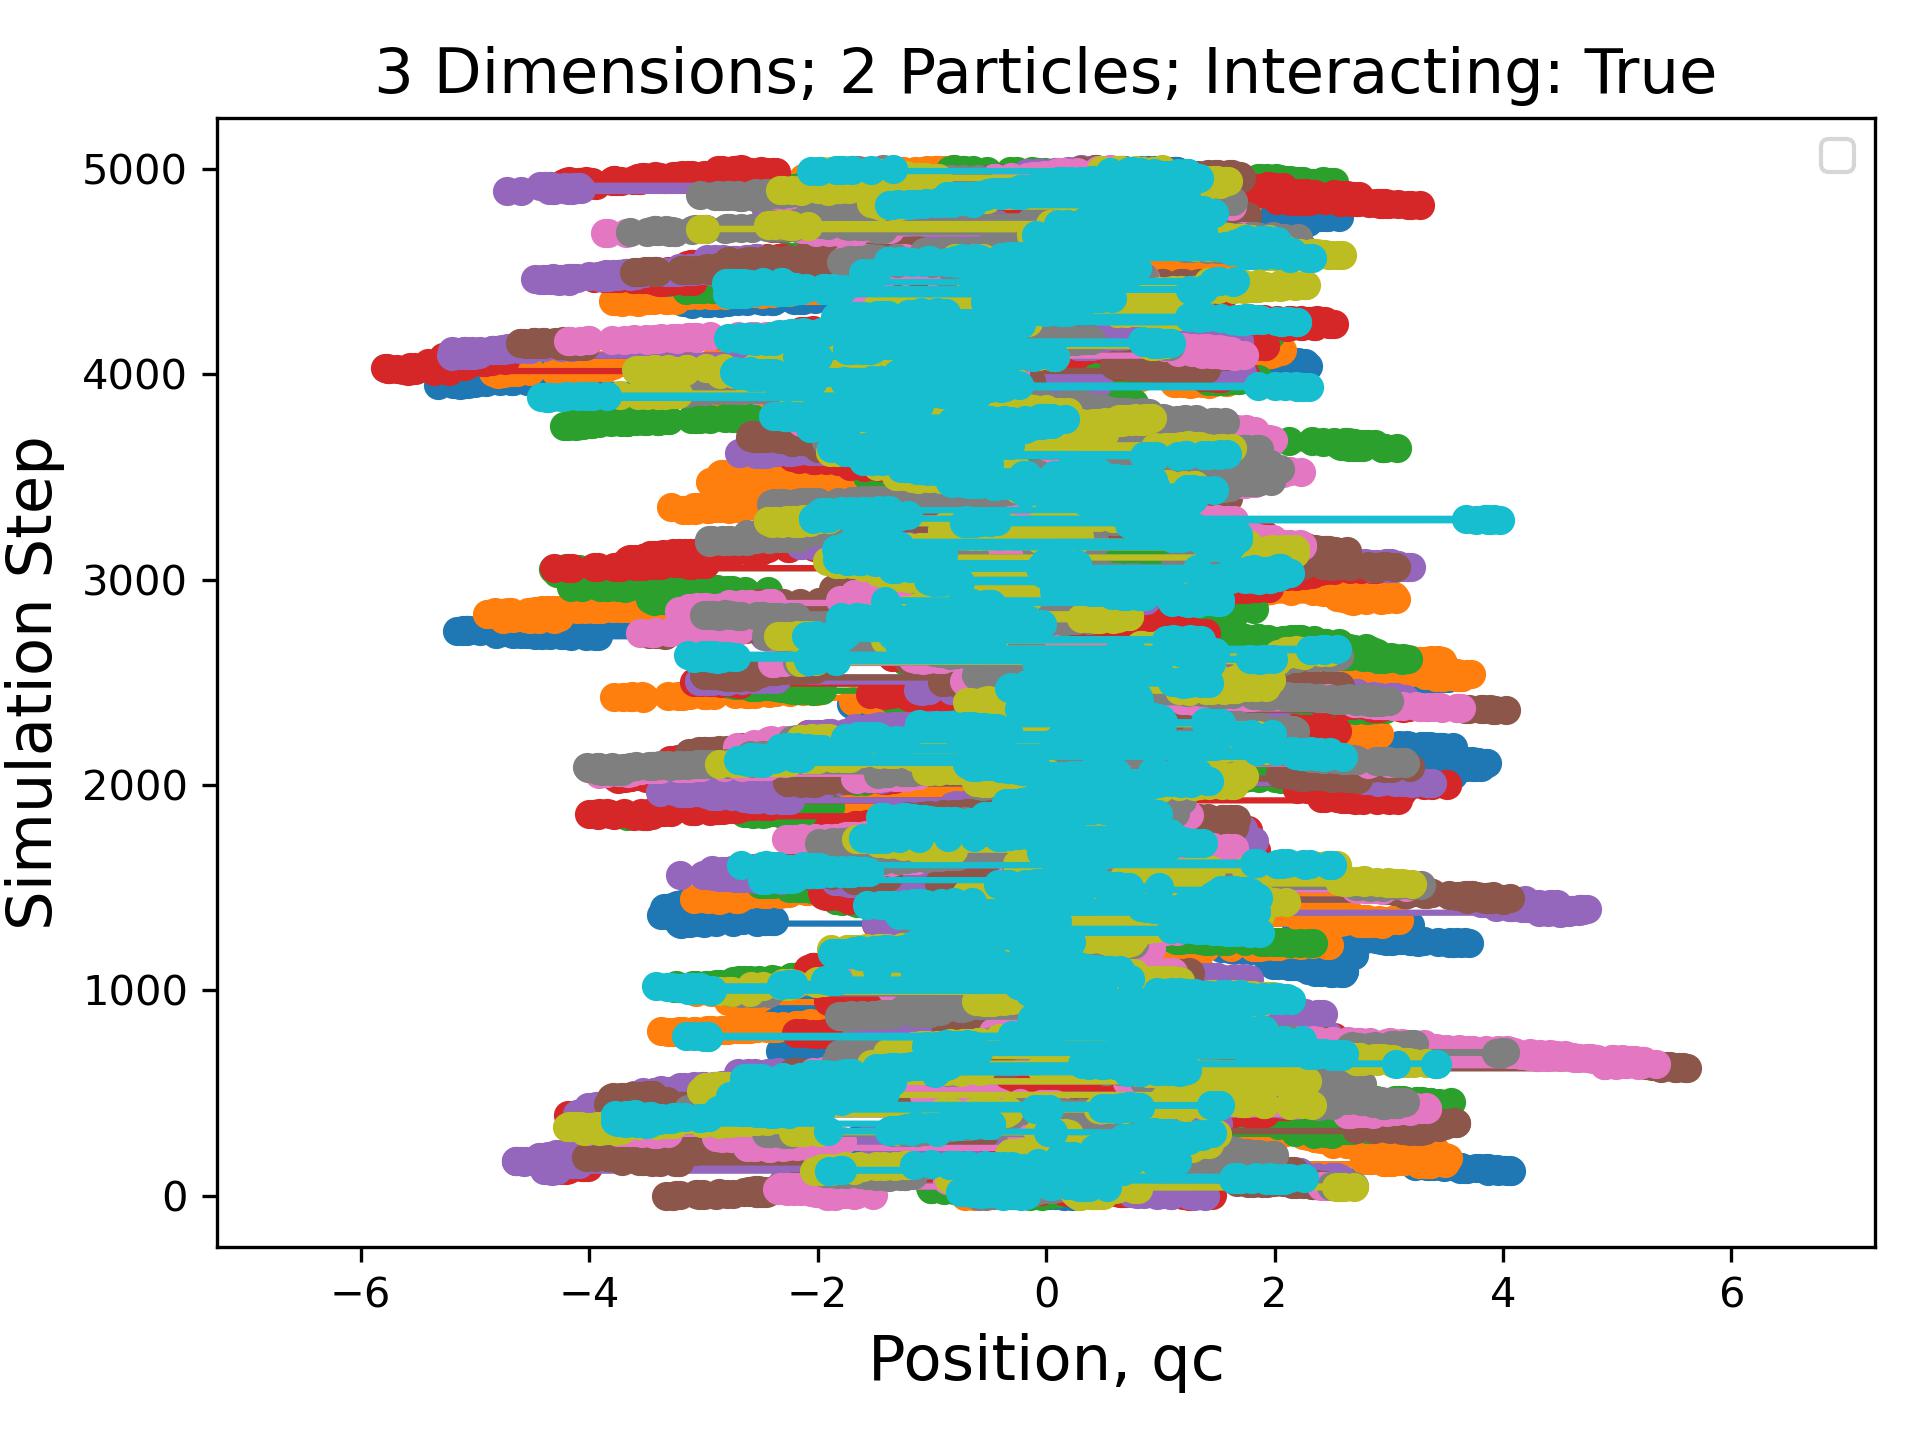 3 Dimensions; 2 Particles; Interacting: True
Simulation Step
5000
4000
3000
2000
1000
0
−6 −4 −2 0 2 4 6
Position, qc